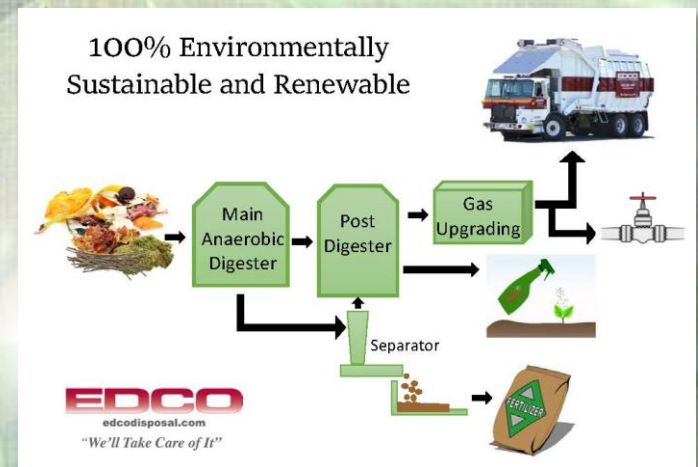 100% Environmentally
Sustainable and Renewable
EDCO
Main
Anaerobic
Digester
Post
Digester
Gas
Upgrading
Separator
FERTILIZER
EDCO
edcodisposal.com
"We'll Take Care of It"